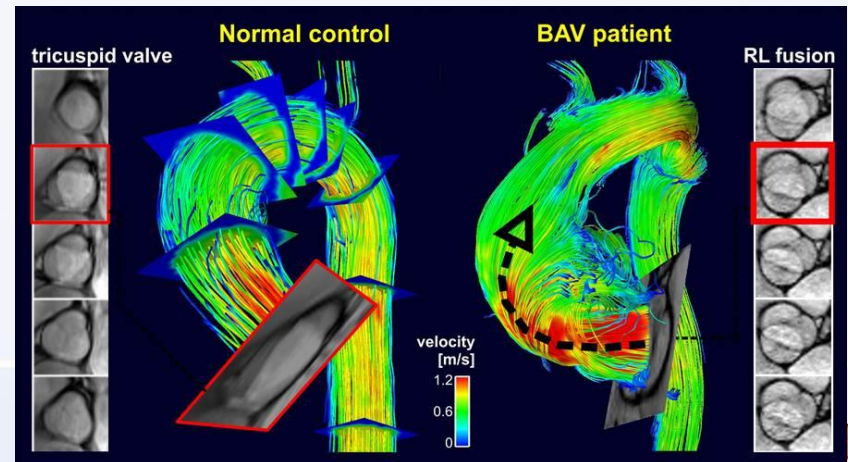 Normal control
BAV patient
tricuspid valve
RL fusion
velocity
[m/s]
1.2
0.6
0